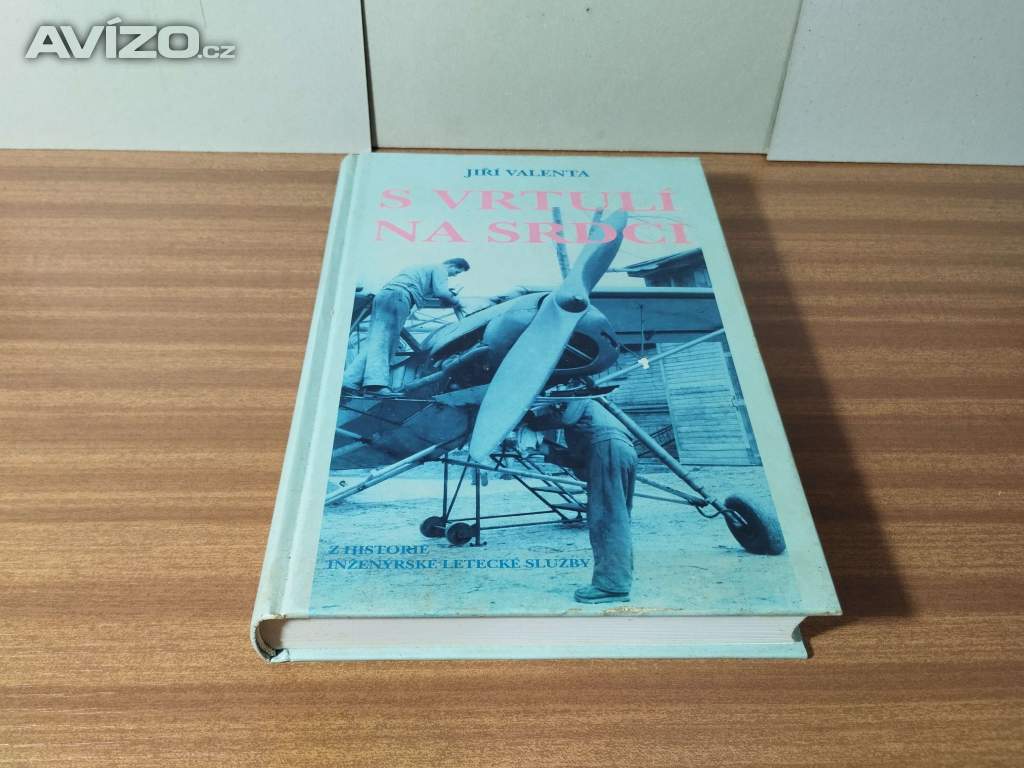 AVÍZO.cz
JIŘÍ VALENTA
S VRTULÍ
NA SRDCI
Z HISTORIE
INŽENÝRSKÉ LETECKÉ SLUŽBY